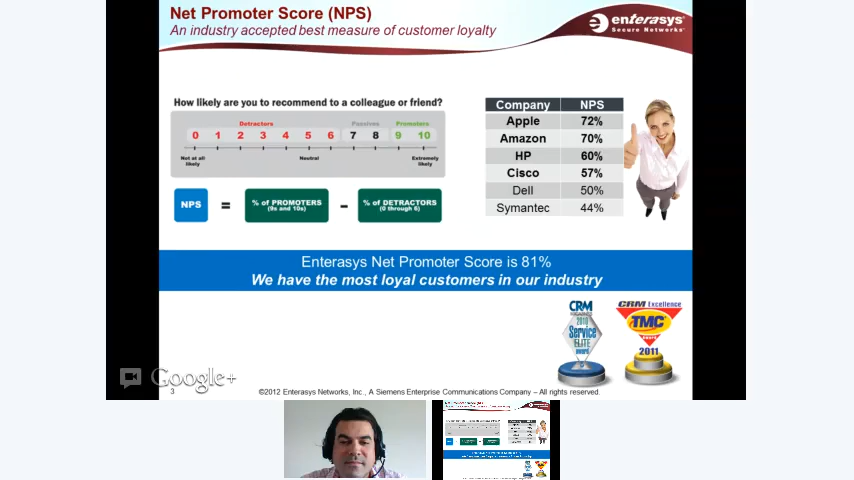 Net Promoter Score (NPS)
An industry accepted best measure of customer loyalty
enterasys
Secure Networks
How likely are you to recommend to a colleague or friend?
Detractors Passives Promoters
0 1 2 3 4 5 6 7 8 9 10
Not at all likely Neutral Extremely likely
NPS = % of PROMOTERS (9s and 10s) - % of DETRACTORS (0 through 6)
Company NPS
Apple 72%
Amazon 70%
HP 60%
Cisco 57%
Dell 50%
Symantec 44%
Enterasys Net Promoter Score is 81%
We have the most loyal customers in our industry
CRM
2010
Service
ELITE
CRM Excellence
TMC
2011
Google+
3
©2012 Enterasys Networks, Inc., A Siemens Enterprise Communications Company – All rights reserved.